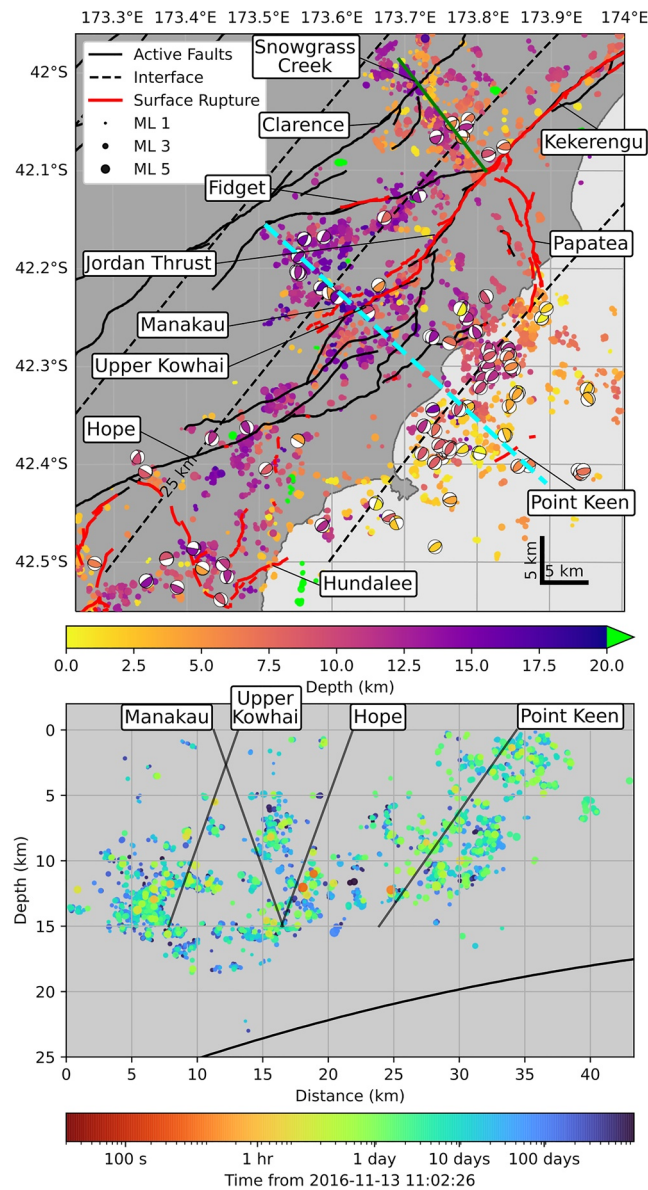 173.3°E 173.4°E 173.5°E 173.6°E 173.7°E 173.8°E 173.9°E 174°E
Snowgrass
Creek
42°S
Active Faults
Interface
Surface Rupture
ML 1
ML 3
ML 5
Clarence
Kekerengu
42.1°S
Fidget
Papatea
42.2°S
Jordan Thrust
Manakau
42.3°S
Upper Kowhai
Hope
42.4°S
25 km
Point Keen
42.5°S
5 km
5 km
Hundalee
0.0 2.5 5.0 7.5 10.0 12.5 15.0 17.5 20.0
Depth (km)
Manakau
Upper
Kowhai
Hope
Point Keen
0
5
10
15
20
25
Depth (km)
0 5 10 15 20 25 30 35 40
Distance (km)
100 s 1 hr 1 day 10 days 100 days
Time from 2016-11-13 11:02:26